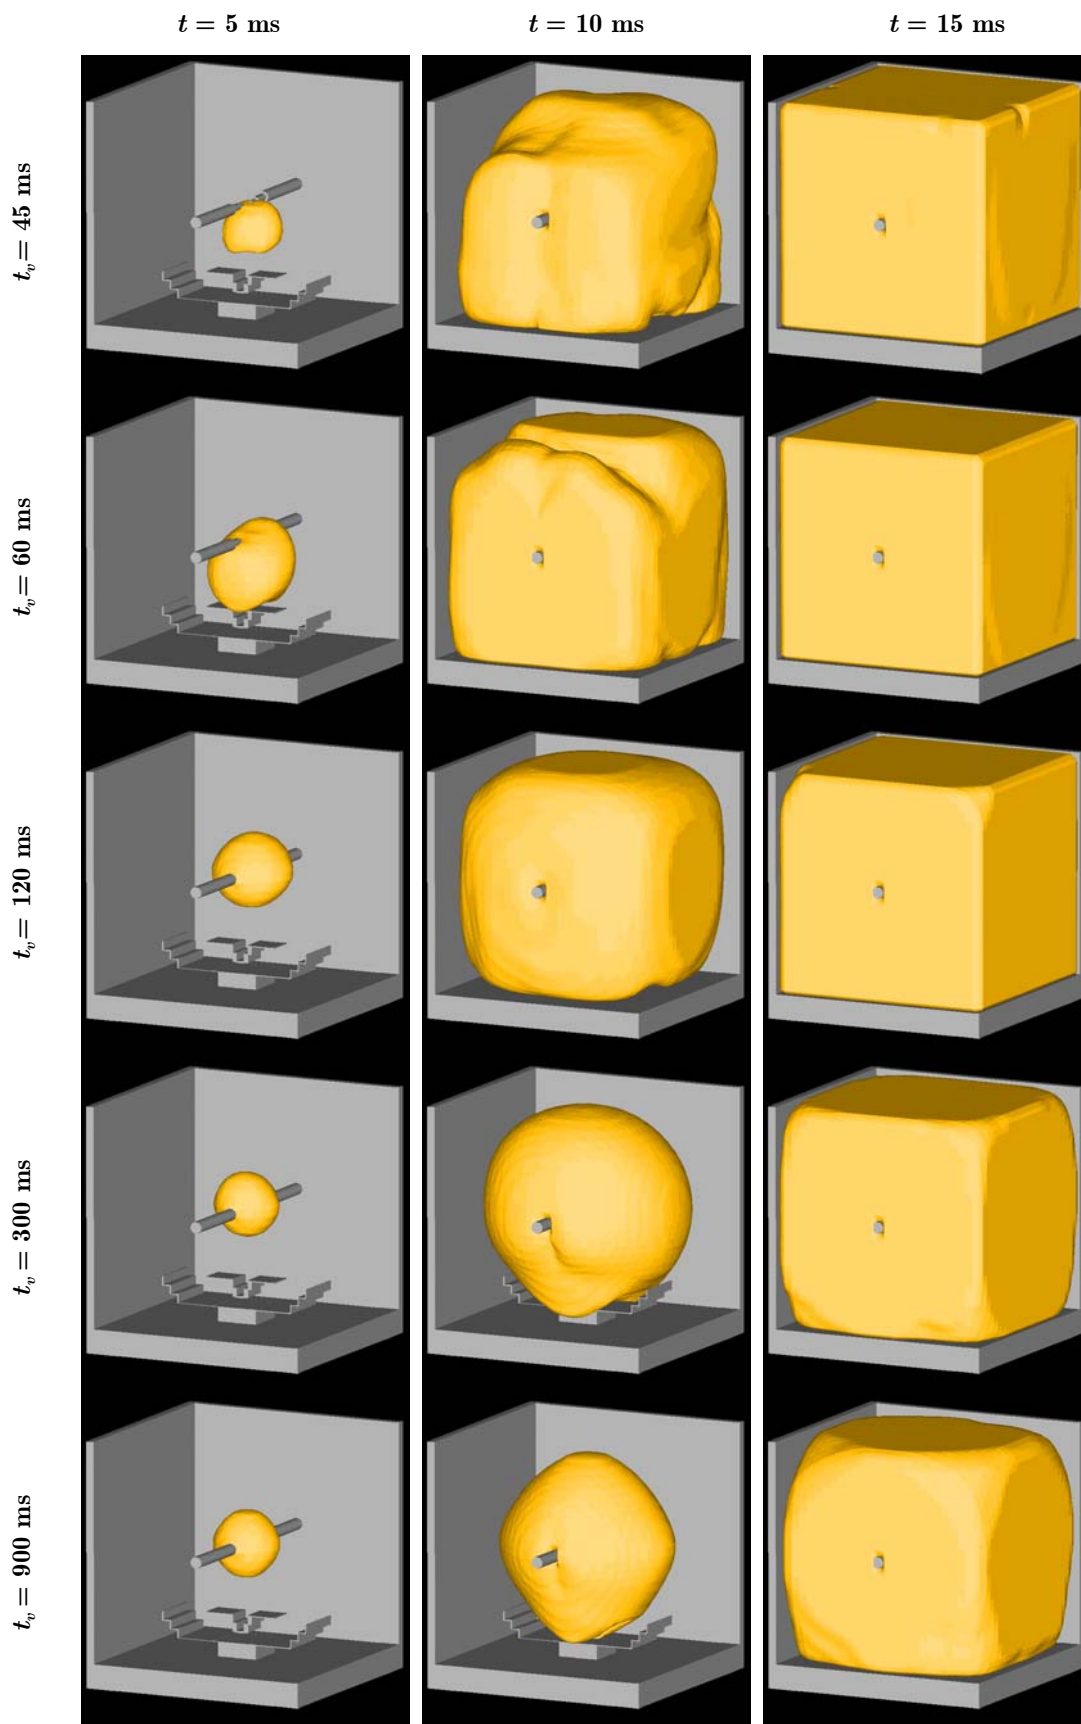 t = 5 ms t = 10 ms t = 15 ms
t_v= 45 ms
t_v= 60 ms
t_v= 120 ms
t_v= 300 ms
t_v= 900 ms